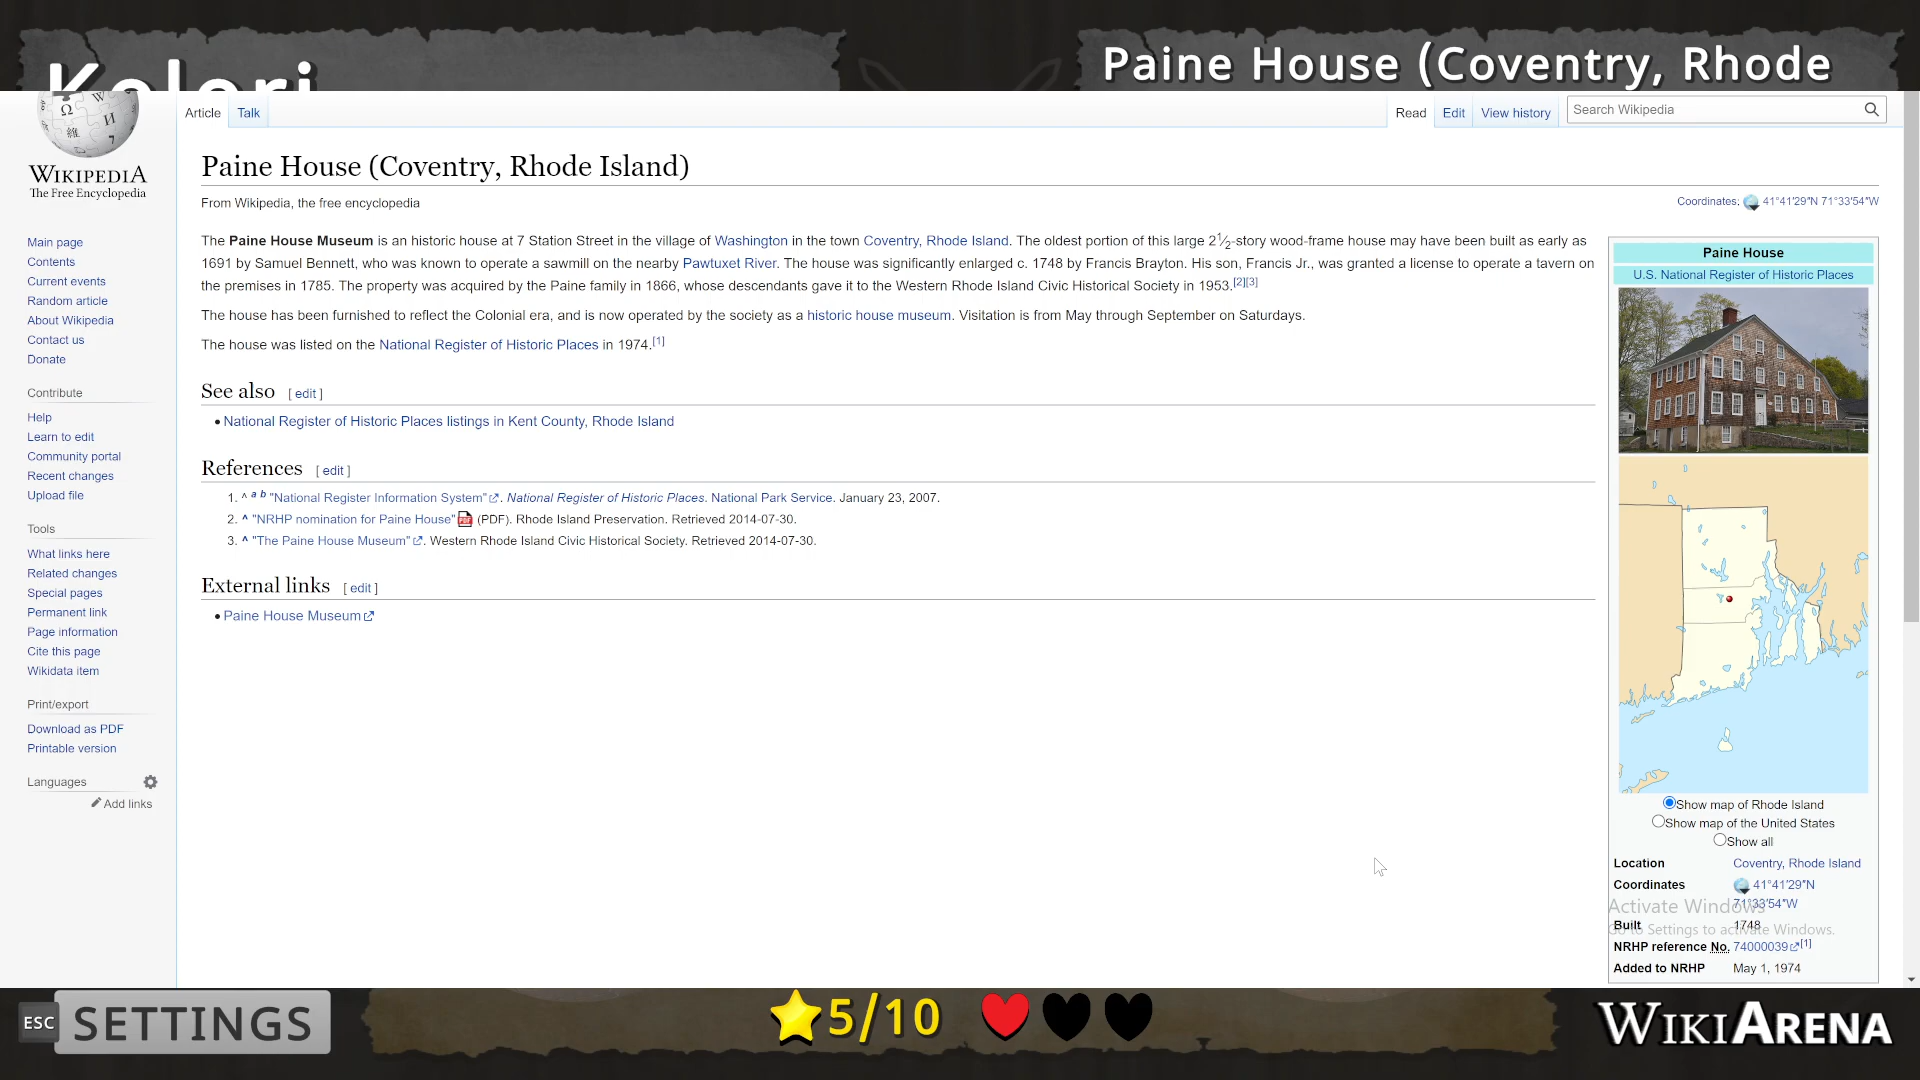 Paine House (Coventry, Rhode
WIKIPEDIA
The Free Encyclopedia
Article Talk
Read Edit View history Search Wikipedia
Paine House (Coventry, Rhode Island)
From Wikipedia, the free encyclopedia
Coordinates: 41°41′29″N 71°33′54″W
The Paine House Museum is an historic house at 7 Station Street in the village of Washington in the town Coventry, Rhode Island. The oldest portion of this large 2½-story wood-frame house may have been built as early as
1691 by Samuel Bennett, who was known to operate a sawmill on the nearby Pawtuxet River. The house was significantly enlarged c. 1748 by Francis Brayton. His son, Francis Jr., was granted a license to operate a tavern on
the premises in 1785. The property was acquired by the Paine family in 1866, whose descendants gave it to the Western Rhode Island Civic Historical Society in 1953.[2][3]
The house has been furnished to reflect the Colonial era, and is now operated by the society as a historic house museum. Visitation is from May through September on Saturdays.
The house was listed on the National Register of Historic Places in 1974.[1]
See also [ edit ]
• National Register of Historic Places listings in Kent County, Rhode Island
References [ edit ]
1. ^ a b "National Register Information System". National Register of Historic Places. National Park Service. January 23, 2007.
2. ^ "NRHP nomination for Paine House" (PDF). Rhode Island Preservation. Retrieved 2014-07-30.
3. ^ "The Paine House Museum". Western Rhode Island Civic Historical Society. Retrieved 2014-07-30.
External links [ edit ]
• Paine House Museum
Main page
Contents
Current events
Random article
About Wikipedia
Contact us
Donate
Contribute
Help
Learn to edit
Community portal
Recent changes
Upload file
Tools
What links here
Related changes
Special pages
Permanent link
Page information
Cite this page
Wikidata item
Print/export
Download as PDF
Printable version
Languages
Add links
Paine House
U.S. National Register of Historic Places
Show map of Rhode Island
Show map of the United States
Show all
Location Coventry, Rhode Island
Coordinates 41°41′29″N
71°33′54″W
Built 1748
NRHP reference No. 74000039[1]
Added to NRHP May 1, 1974
Activate Windows
Go to Settings to activate Windows.
ESC SETTINGS
5/10
WIKIARENA